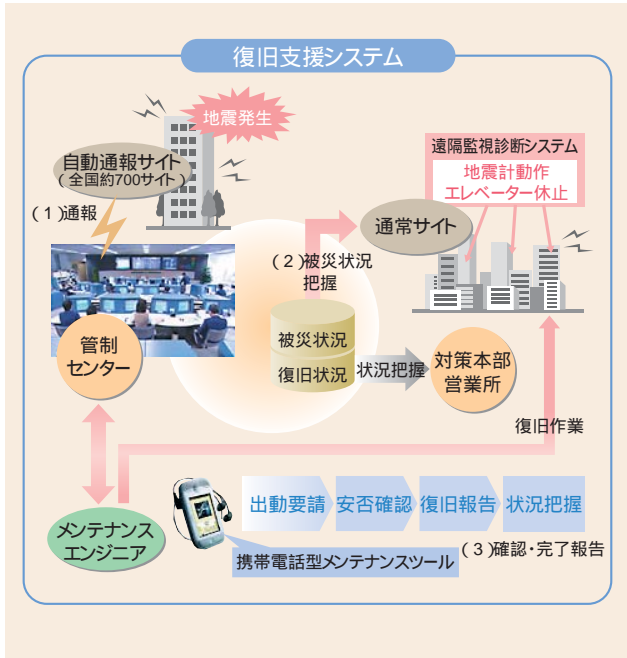 復旧支援システム
地震発生
自動通報サイト
(全国約700サイト)
(1)通報
遠隔監視診断システム
地震計動作
エレベーター休止
通常サイト
(2)被災状況
把握
被災状況
復旧状況
状況把握
対策本部
営業所
管制
センター
復旧作業
出動要請
安否確認
復旧報告
状況把握
メンテナンス
エンジニア
携帯電話型メンテナンスツール
(3)確認・完了報告